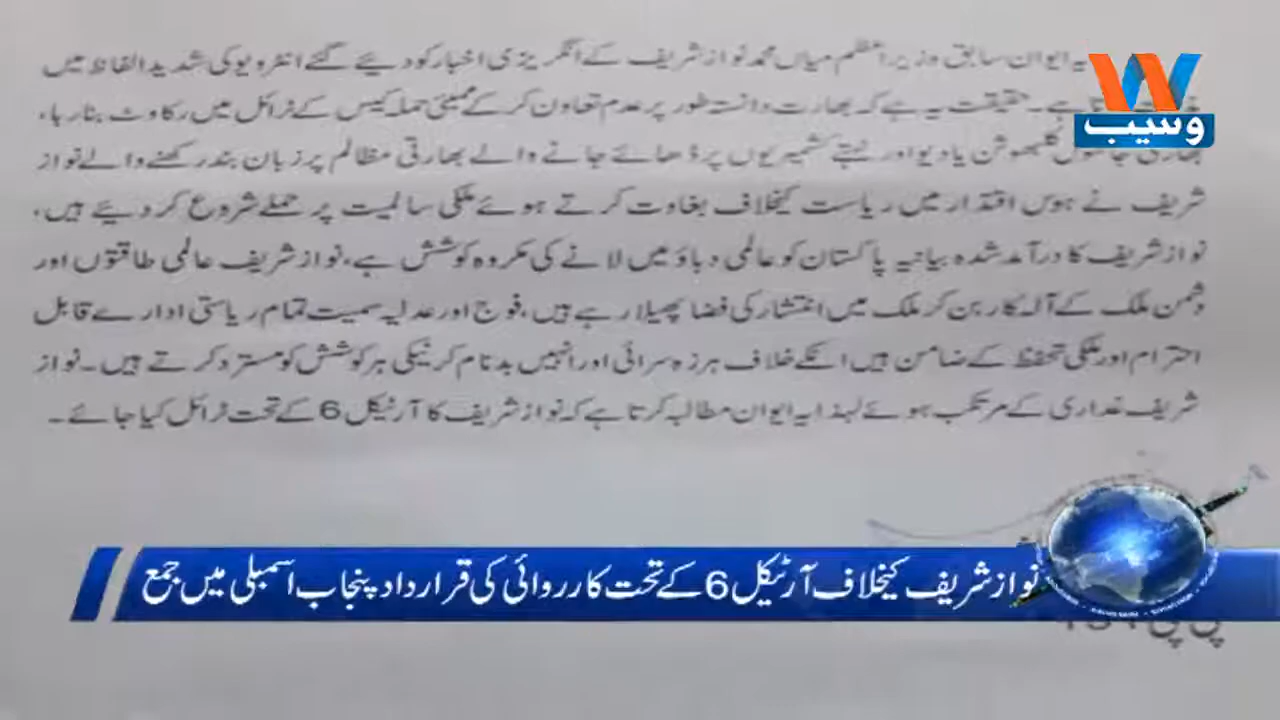 یہ ایوان سابق وزیراعظم میاں محمد نواز شریف کے انگریزی اخبار کو دیئے گئے انٹرویو کی شدید الفاظ میں
ہے۔ حقیقت یہ ہے کہ بھارت دانستہ طور پر عدم تعاون کر کے ممبئی حملہ کیس کے ٹرائل میں رکاوٹ بنا رہا،
بھارتی جاسوس کلبھوشن یادیو اور نہتے کشمیریوں پر ڈھائے جانے والے بھارتی مظالم پر زبان بند رکھنے والے نواز
شریف نے ہوس اقتدار میں ریاست کیخلاف بغاوت کرتے ہوئے ملکی سالمیت پر حملے شروع کر دیئے ہیں،
نواز شریف کا درآمد شدہ بیانیہ پاکستان کو عالمی دباؤ میں لانے کی مکروہ کوشش ہے، نواز شریف عالمی طاقتوں اور
دشمن ملک کے آلہ کار بن کر ملک میں انتشار کی فضا پھیلا رہے ہیں، فوج اور عدلیہ سمیت تمام ریاستی ادارے قابل
احترام اور ملکی تحفظ کے ضامن ہیں انکے خلاف ہرزہ سرائی اور انہیں بدنام کرنیکی ہر کوشش کو مسترد کرتے ہیں۔ نواز
شریف غداری کے مرتکب ہوئے لہذا یہ ایوان مطالبہ کرتا ہے کہ نواز شریف کا آرٹیکل 6 کے تحت ٹرائل کیا جائے۔
W
وسیب
نواز شریف کیخلاف آرٹیکل 6 کے تحت کارروائی کی قرارداد پنجاب اسمبلی میں جمع
پی پی